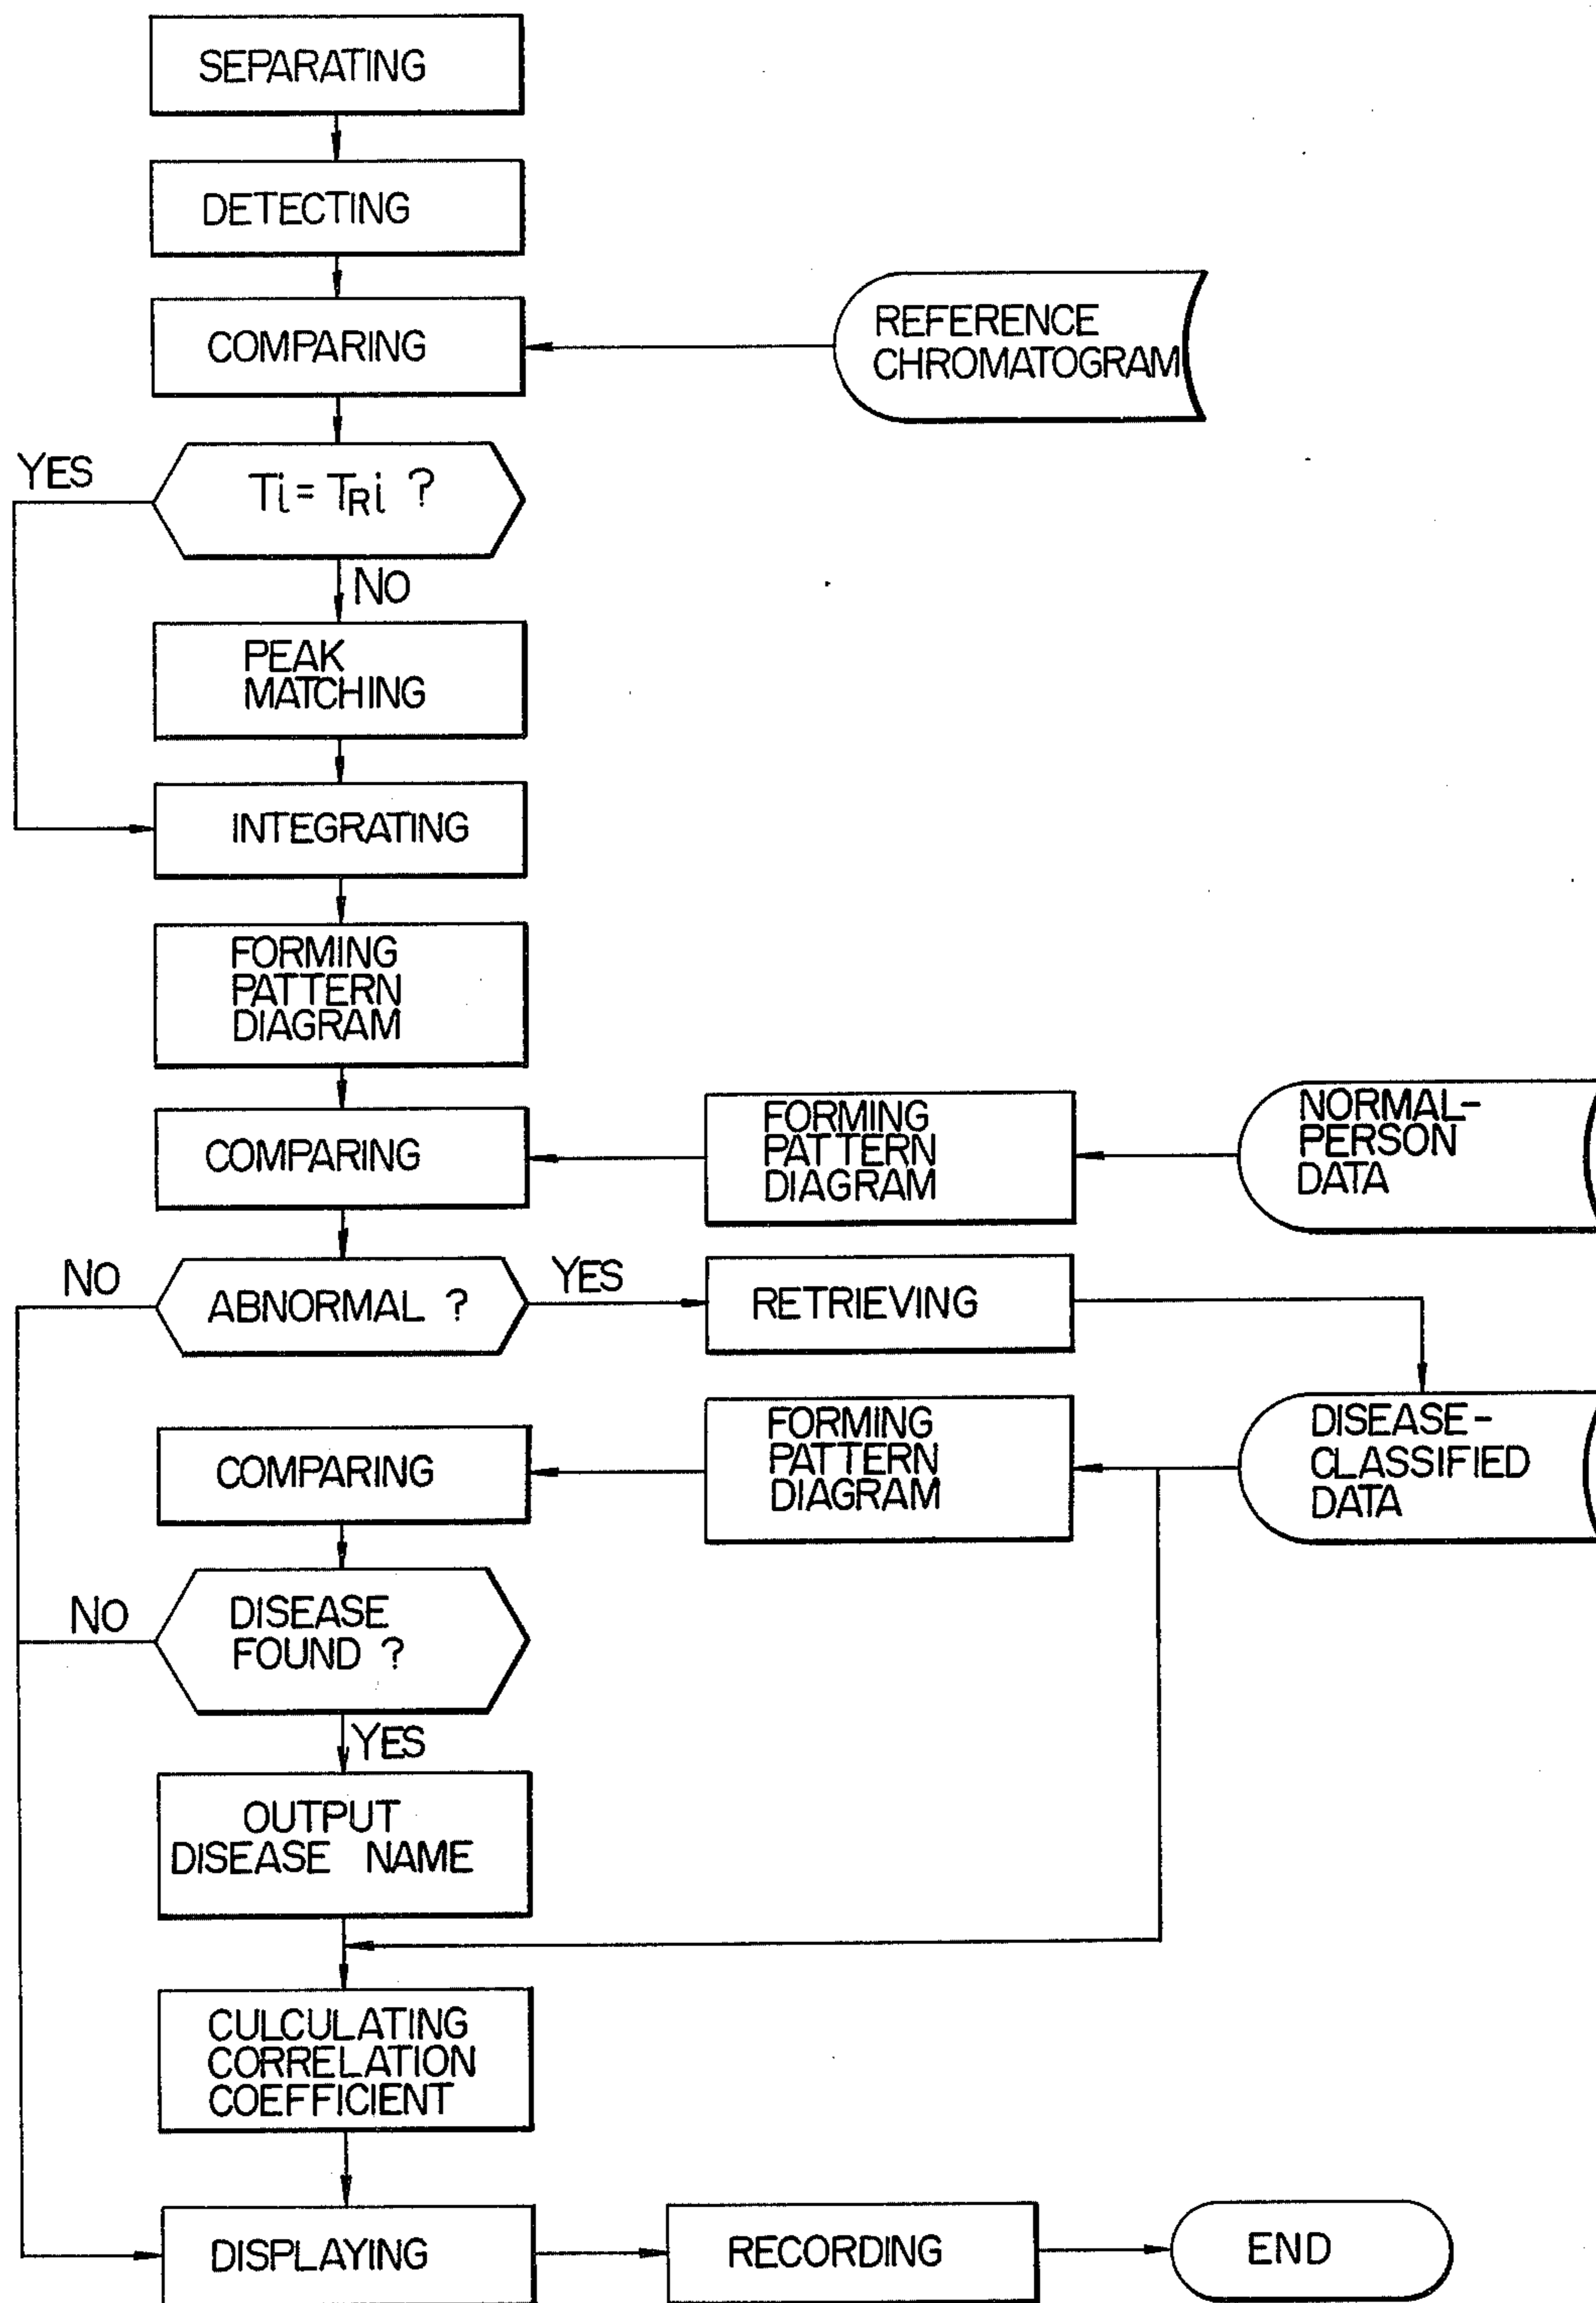 SEPARATING
DETECTING
COMPARING
REFERENCE
CHROMATOGRAM
YES
Ti = TRi ?
NO
PEAK
MATCHING
INTEGRATING
FORMING
PATTERN
DIAGRAM
COMPARING
FORMING
PATTERN
DIAGRAM
NORMAL-
PERSON
DATA
NO
ABNORMAL ?
YES
RETRIEVING
COMPARING
FORMING
PATTERN
DIAGRAM
DISEASE-
CLASSIFIED
DATA
NO
DISEASE
FOUND ?
YES
OUTPUT
DISEASE NAME
CULCULATING
CORRELATION
COEFFICIENT
DISPLAYING
RECORDING
END